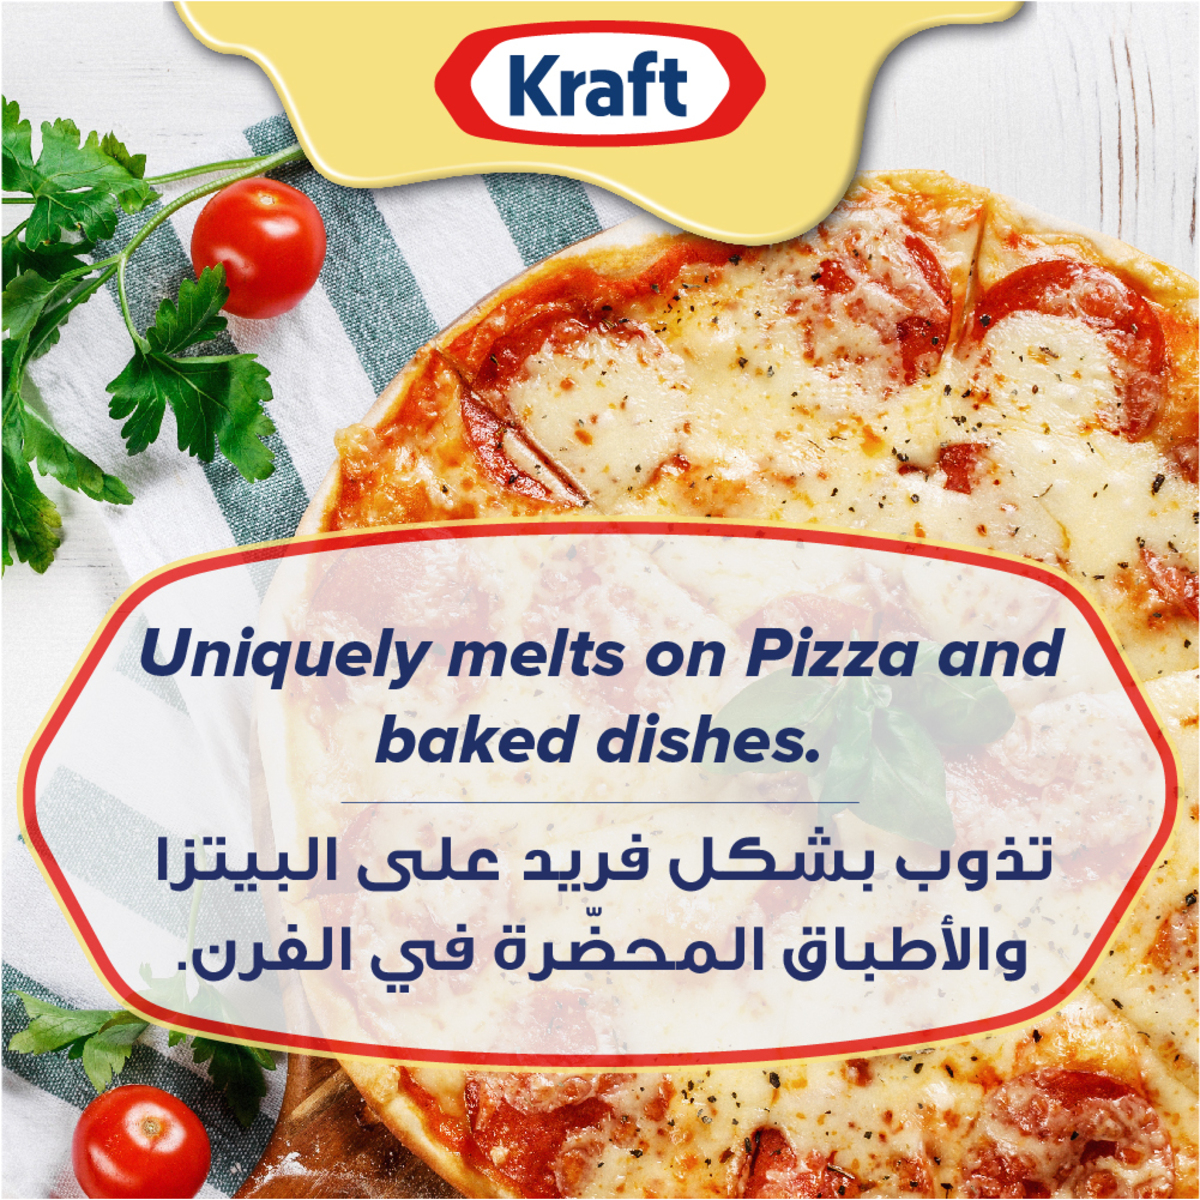 Kraft
Uniquely melts on Pizza and
baked dishes.
تذوب بشكل فريد على البيتزا
والأطباق المحضّرة في الفرن.